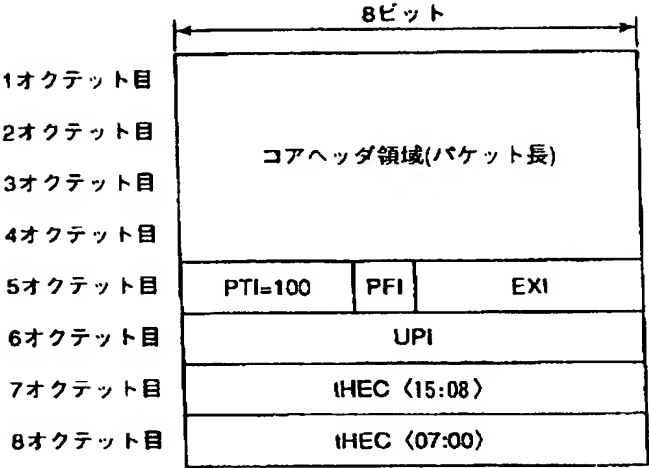 8ビット
1オクテット目
2オクテット目
コアヘッダ領域(パケット長)
3オクテット目
4オクテット目
5オクテット目 PTI=100 PFI EXI
6オクテット目 UPI
7オクテット目 tHEC〈15:08〉
8オクテット目 tHEC〈07:00〉